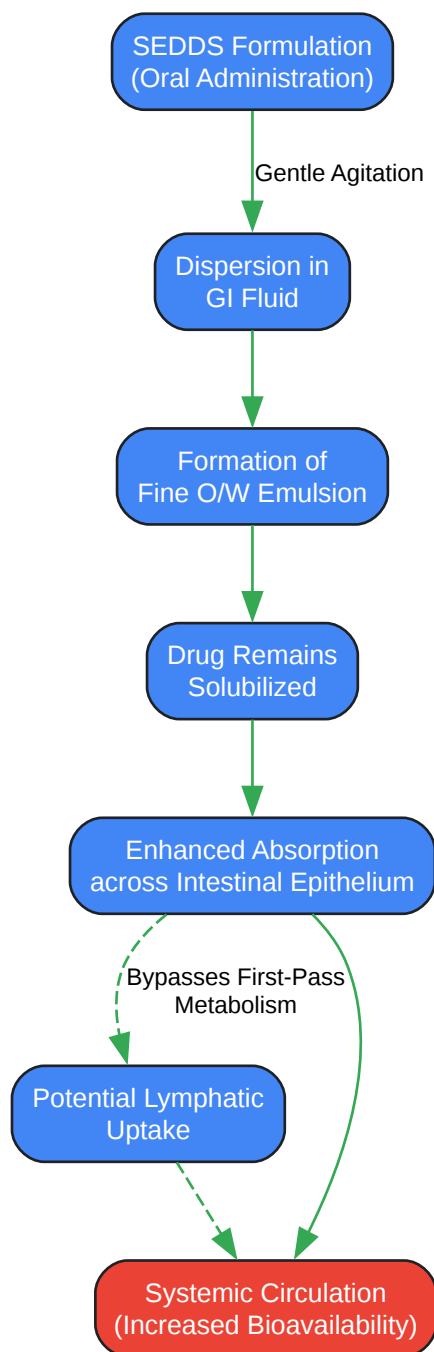 SEDDS Formulation
(Oral Administration)
Gentle Agitation
Dispersion in
GI Fluid
Formation of
Fine O/W Emulsion
Drug Remains
Solubilized
Enhanced Absorption
across Intestinal Epithelium
Bypasses First-Pass
Metabolism
Potential Lymphatic
Uptake
Systemic Circulation
(Increased Bioavailability)